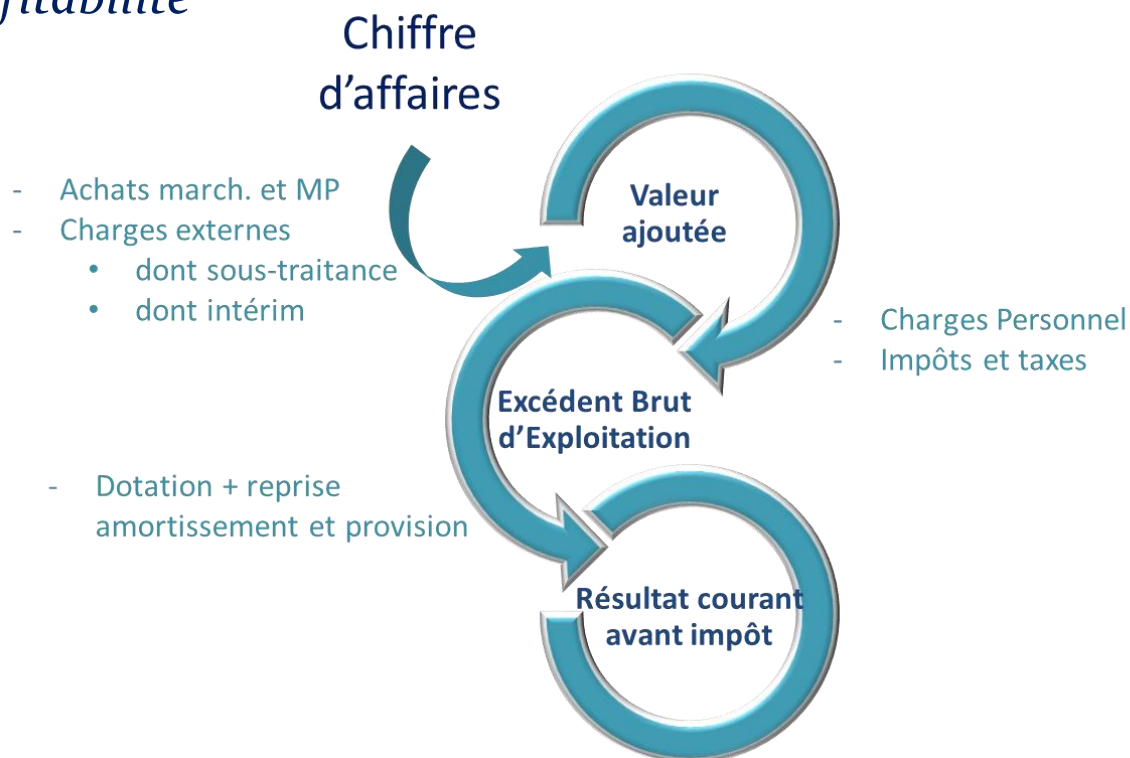 Chiffre
d'affaires
- Achats march. et MP
- Charges externes
• dont sous-traitance
• dont intérim
Valeur
ajoutée
- Charges Personnel
- Impôts et taxes
Excédent Brut
d'Exploitation
- Dotation + reprise
amortissement et provision
Résultat courant
avant impôt